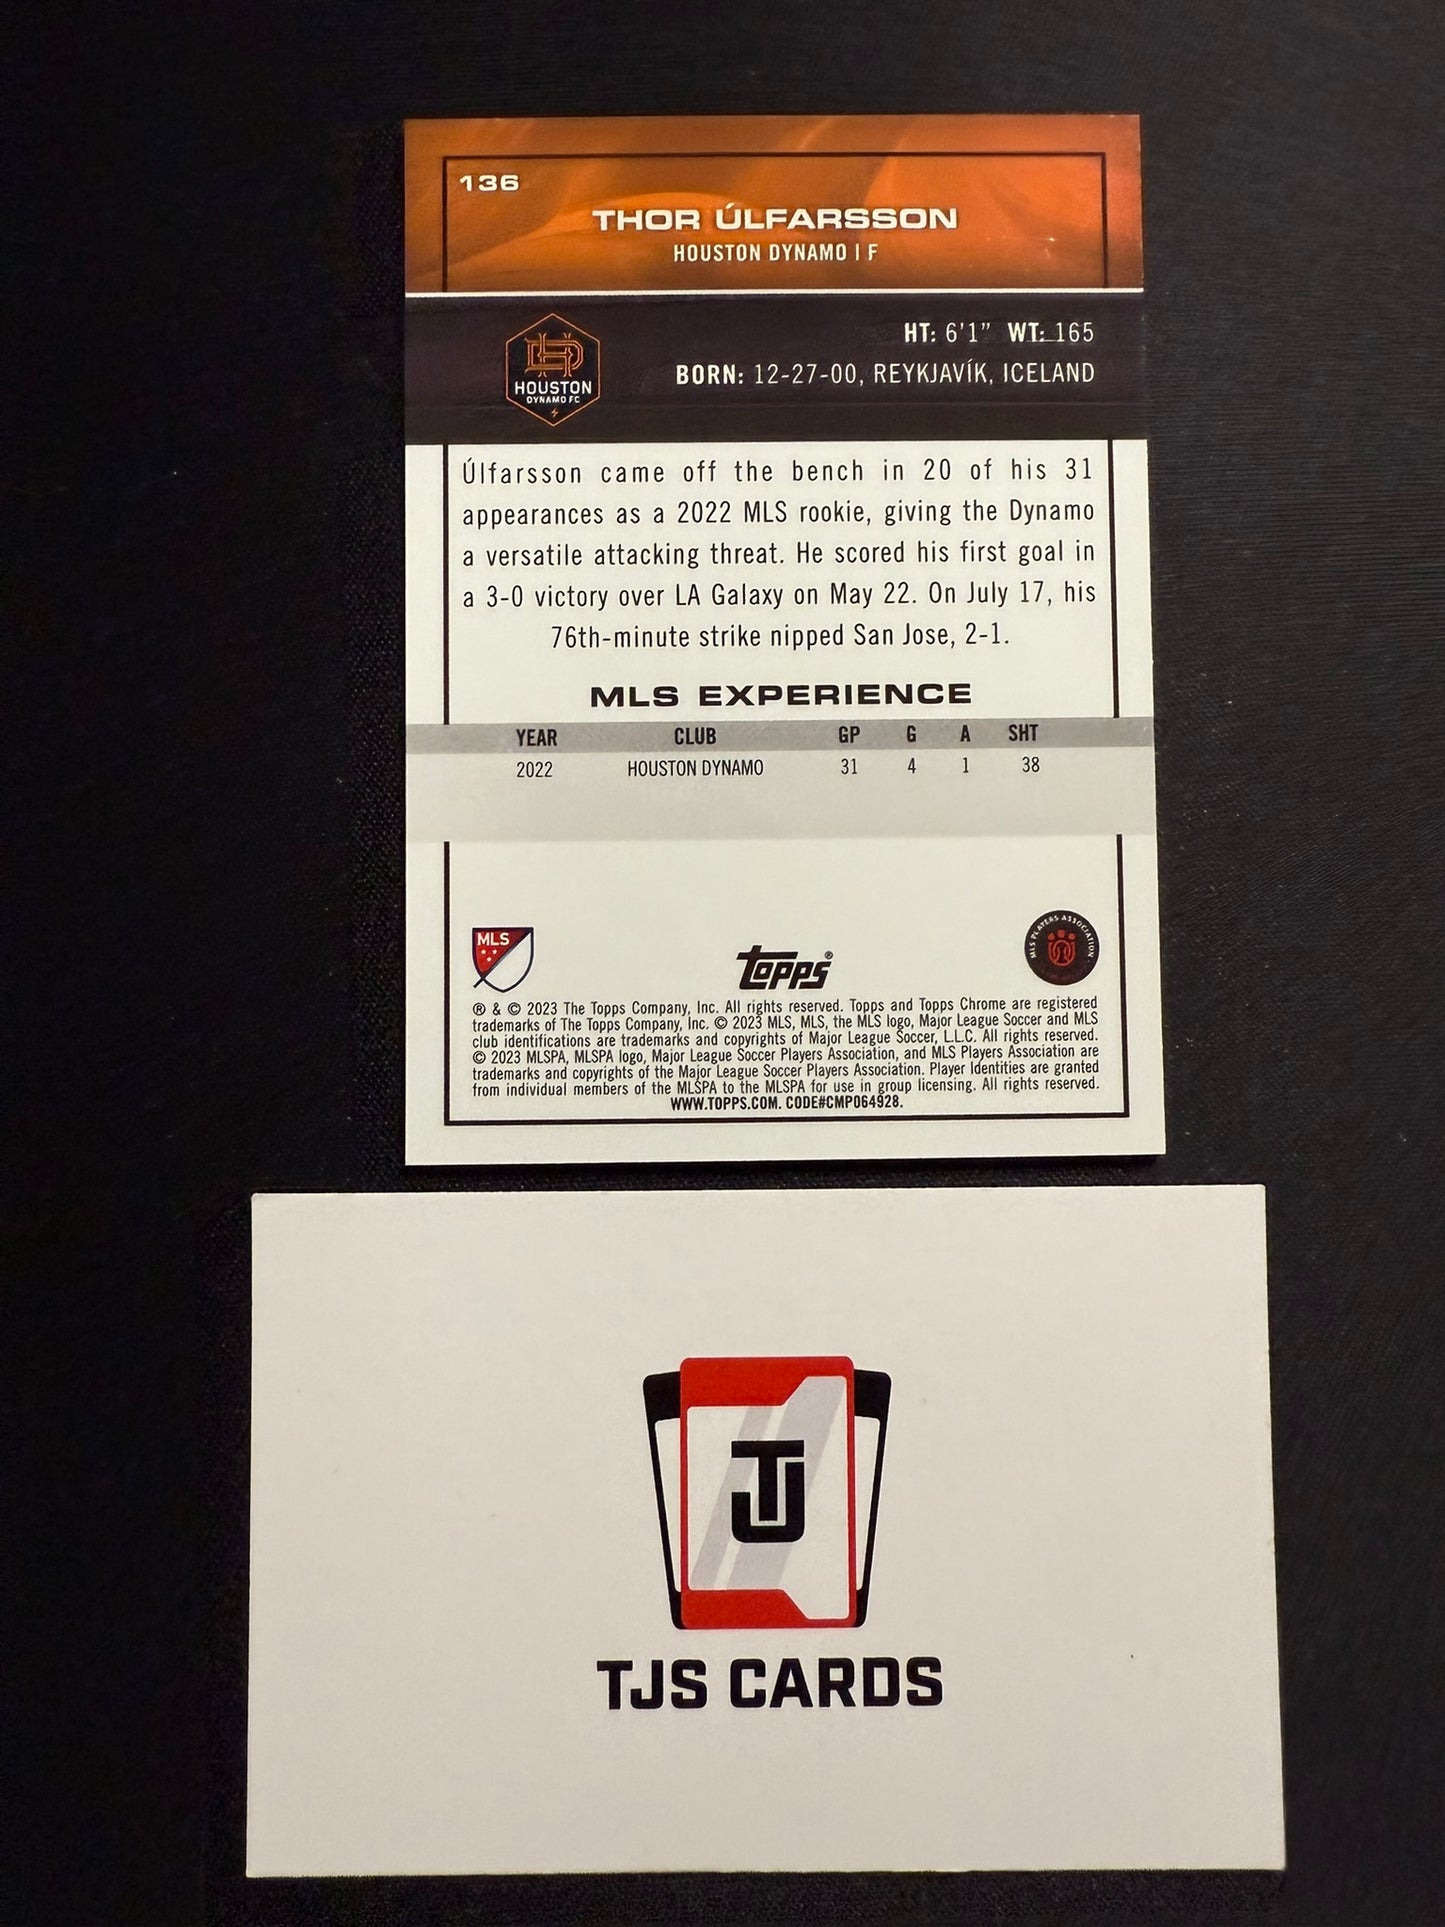 136
THOR ÚLFARSSON
HOUSTON DYNAMO | F
HD
HOUSTON
DYNAMO FC
HT: 6'1" WT: 165
BORN: 12-27-00, REYKJAVÍK, ICELAND
Úlfarsson came off the bench in 20 of his 31
appearances as a 2022 MLS rookie, giving the Dynamo
a versatile attacking threat. He scored his first goal in
a 3-0 victory over LA Galaxy on May 22. On July 17, his
76th-minute strike nipped San Jose, 2-1.
MLS EXPERIENCE
YEAR CLUB GP G A SHT
2022 HOUSTON DYNAMO 31 4 1 38
MLS
topps®
MLS PLAYERS ASSOCIATION
® & © 2023 The Topps Company, Inc. All rights reserved. Topps and Topps Chrome are registered
trademarks of The Topps Company, Inc. © 2023 MLS, MLS, the MLS logo, Major League Soccer and MLS
club identifications are trademarks and copyrights of Major League Soccer, L.L.C. All rights reserved.
© 2023 MLSPA, MLSPA logo, Major League Soccer Players Association, and MLS Players Association are
trademarks and copyrights of the Major League Soccer Players Association. Player Identities are granted
from individual members of the MLSPA to the MLSPA for use in group licensing. All rights reserved.
WWW.TOPPS.COM. CODE#CMP064928.
TJ
TJS CARDS